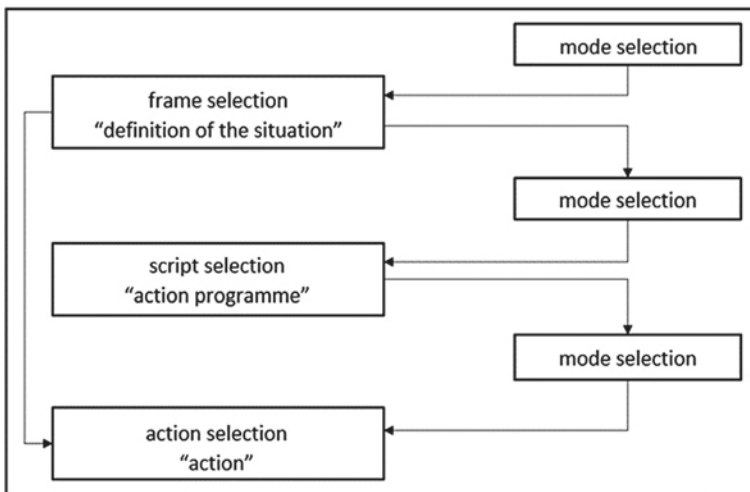 mode selection
frame selection
“definition of the situation”
mode selection
script selection
“action programme”
mode selection
action selection
“action”